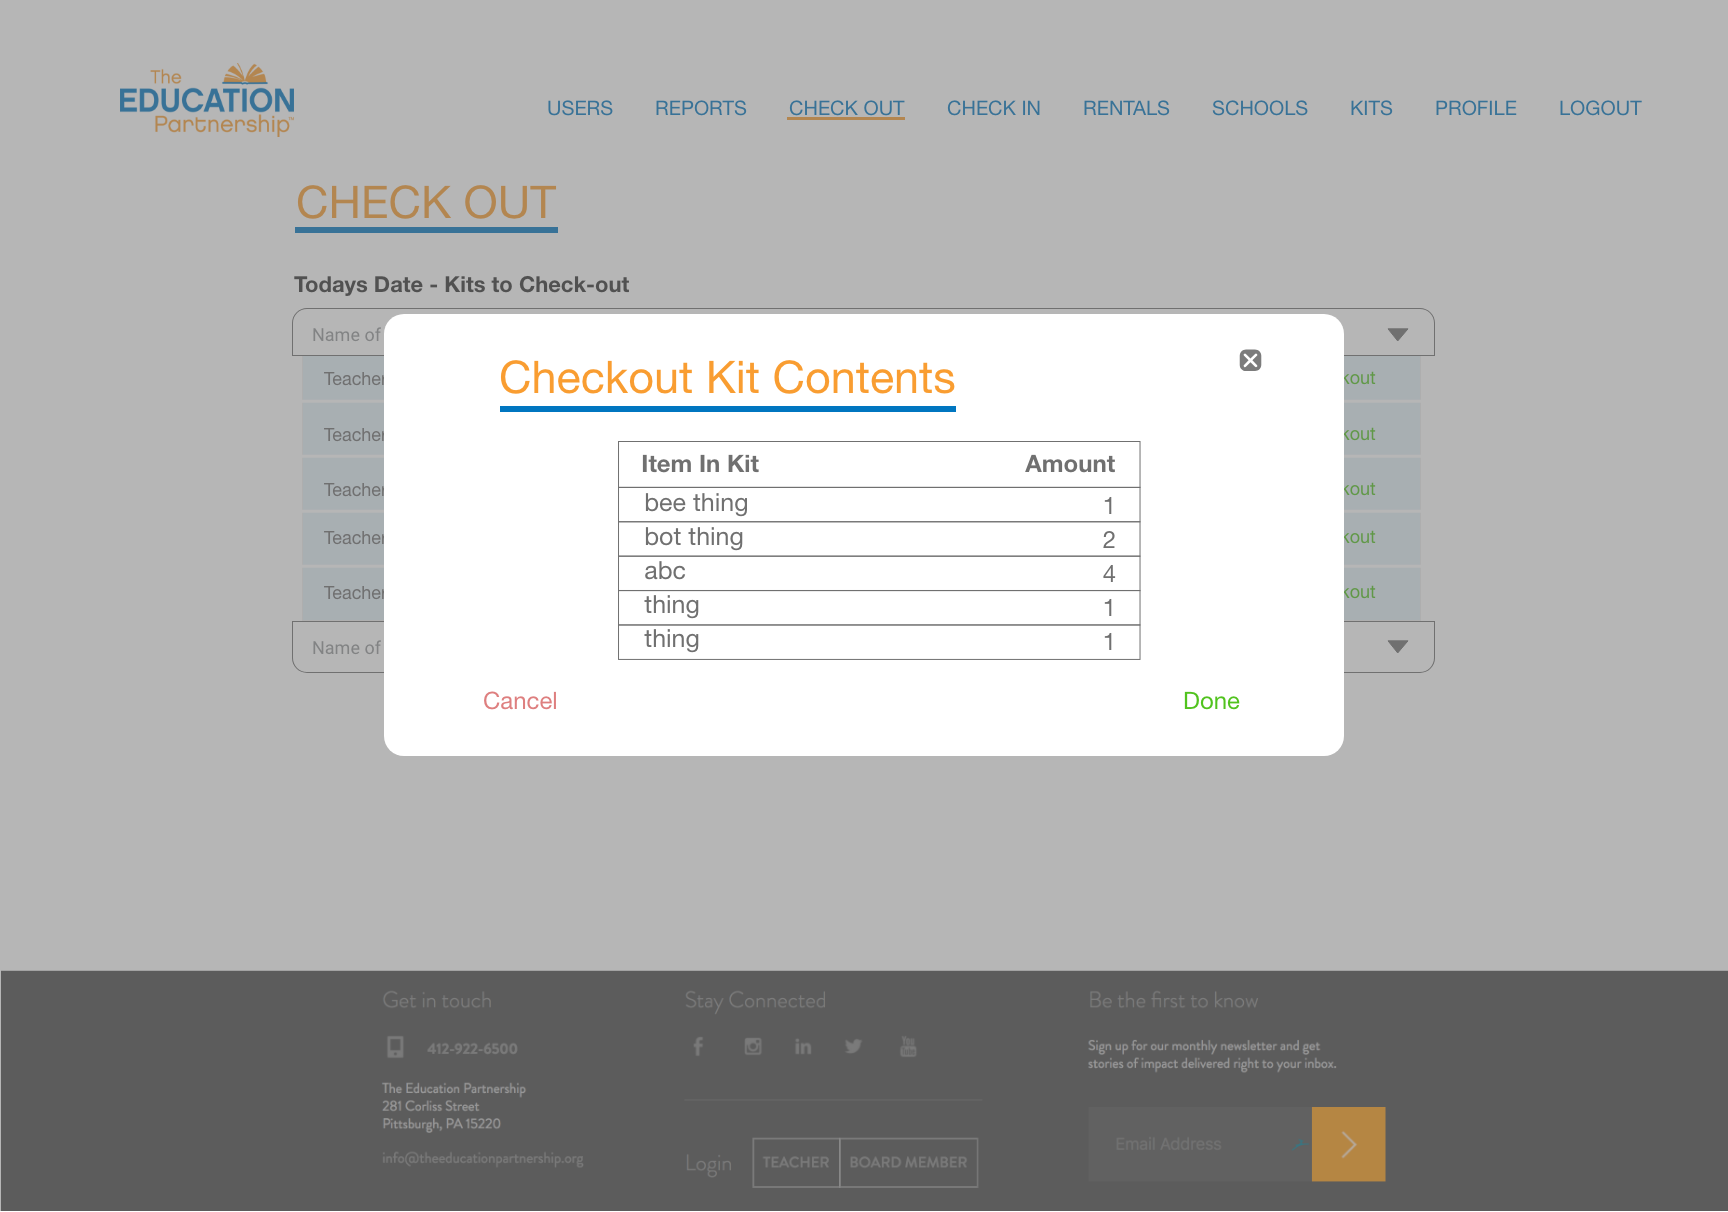 The
EDUCATION
Partnership™
USERS REPORTS CHECK OUT CHECK IN RENTALS SCHOOLS KITS PROFILE LOGOUT
CHECK OUT
Todays Date - Kits to Check-out
Name of
Teacher
kout
Teacher
kout
Teacher
kout
Teacher
kout
Teacher
kout
Name of
Checkout Kit Contents
Item In Kit Amount
bee thing 1
bot thing 2
abc 4
thing 1
thing 1
Cancel Done
Get in touch
412-922-6500
The Education Partnership
281 Corliss Street
Pittsburgh, PA 15220
info@theeducationpartnership.org
Stay Connected
f in You Tube
Login TEACHER BOARD MEMBER
Be the first to know
Sign up for our monthly newsletter and get
stories of impact delivered right to your inbox.
Email Address